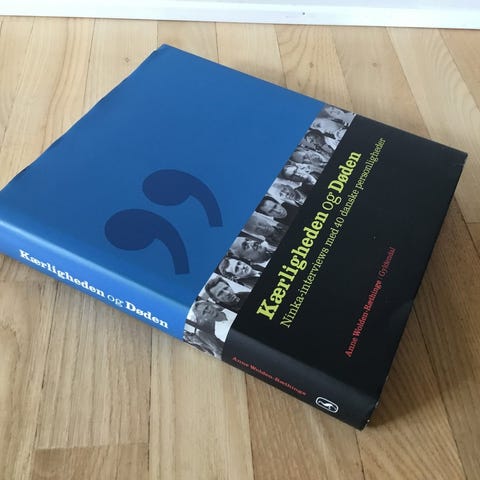 Kærligheden og Døden
Ninka-interviews med 40 danske personligheder
Anne Wolden-Ræthinge / Gyldendal
Kærligheden og Døden
Anne Wolden-Ræthinge